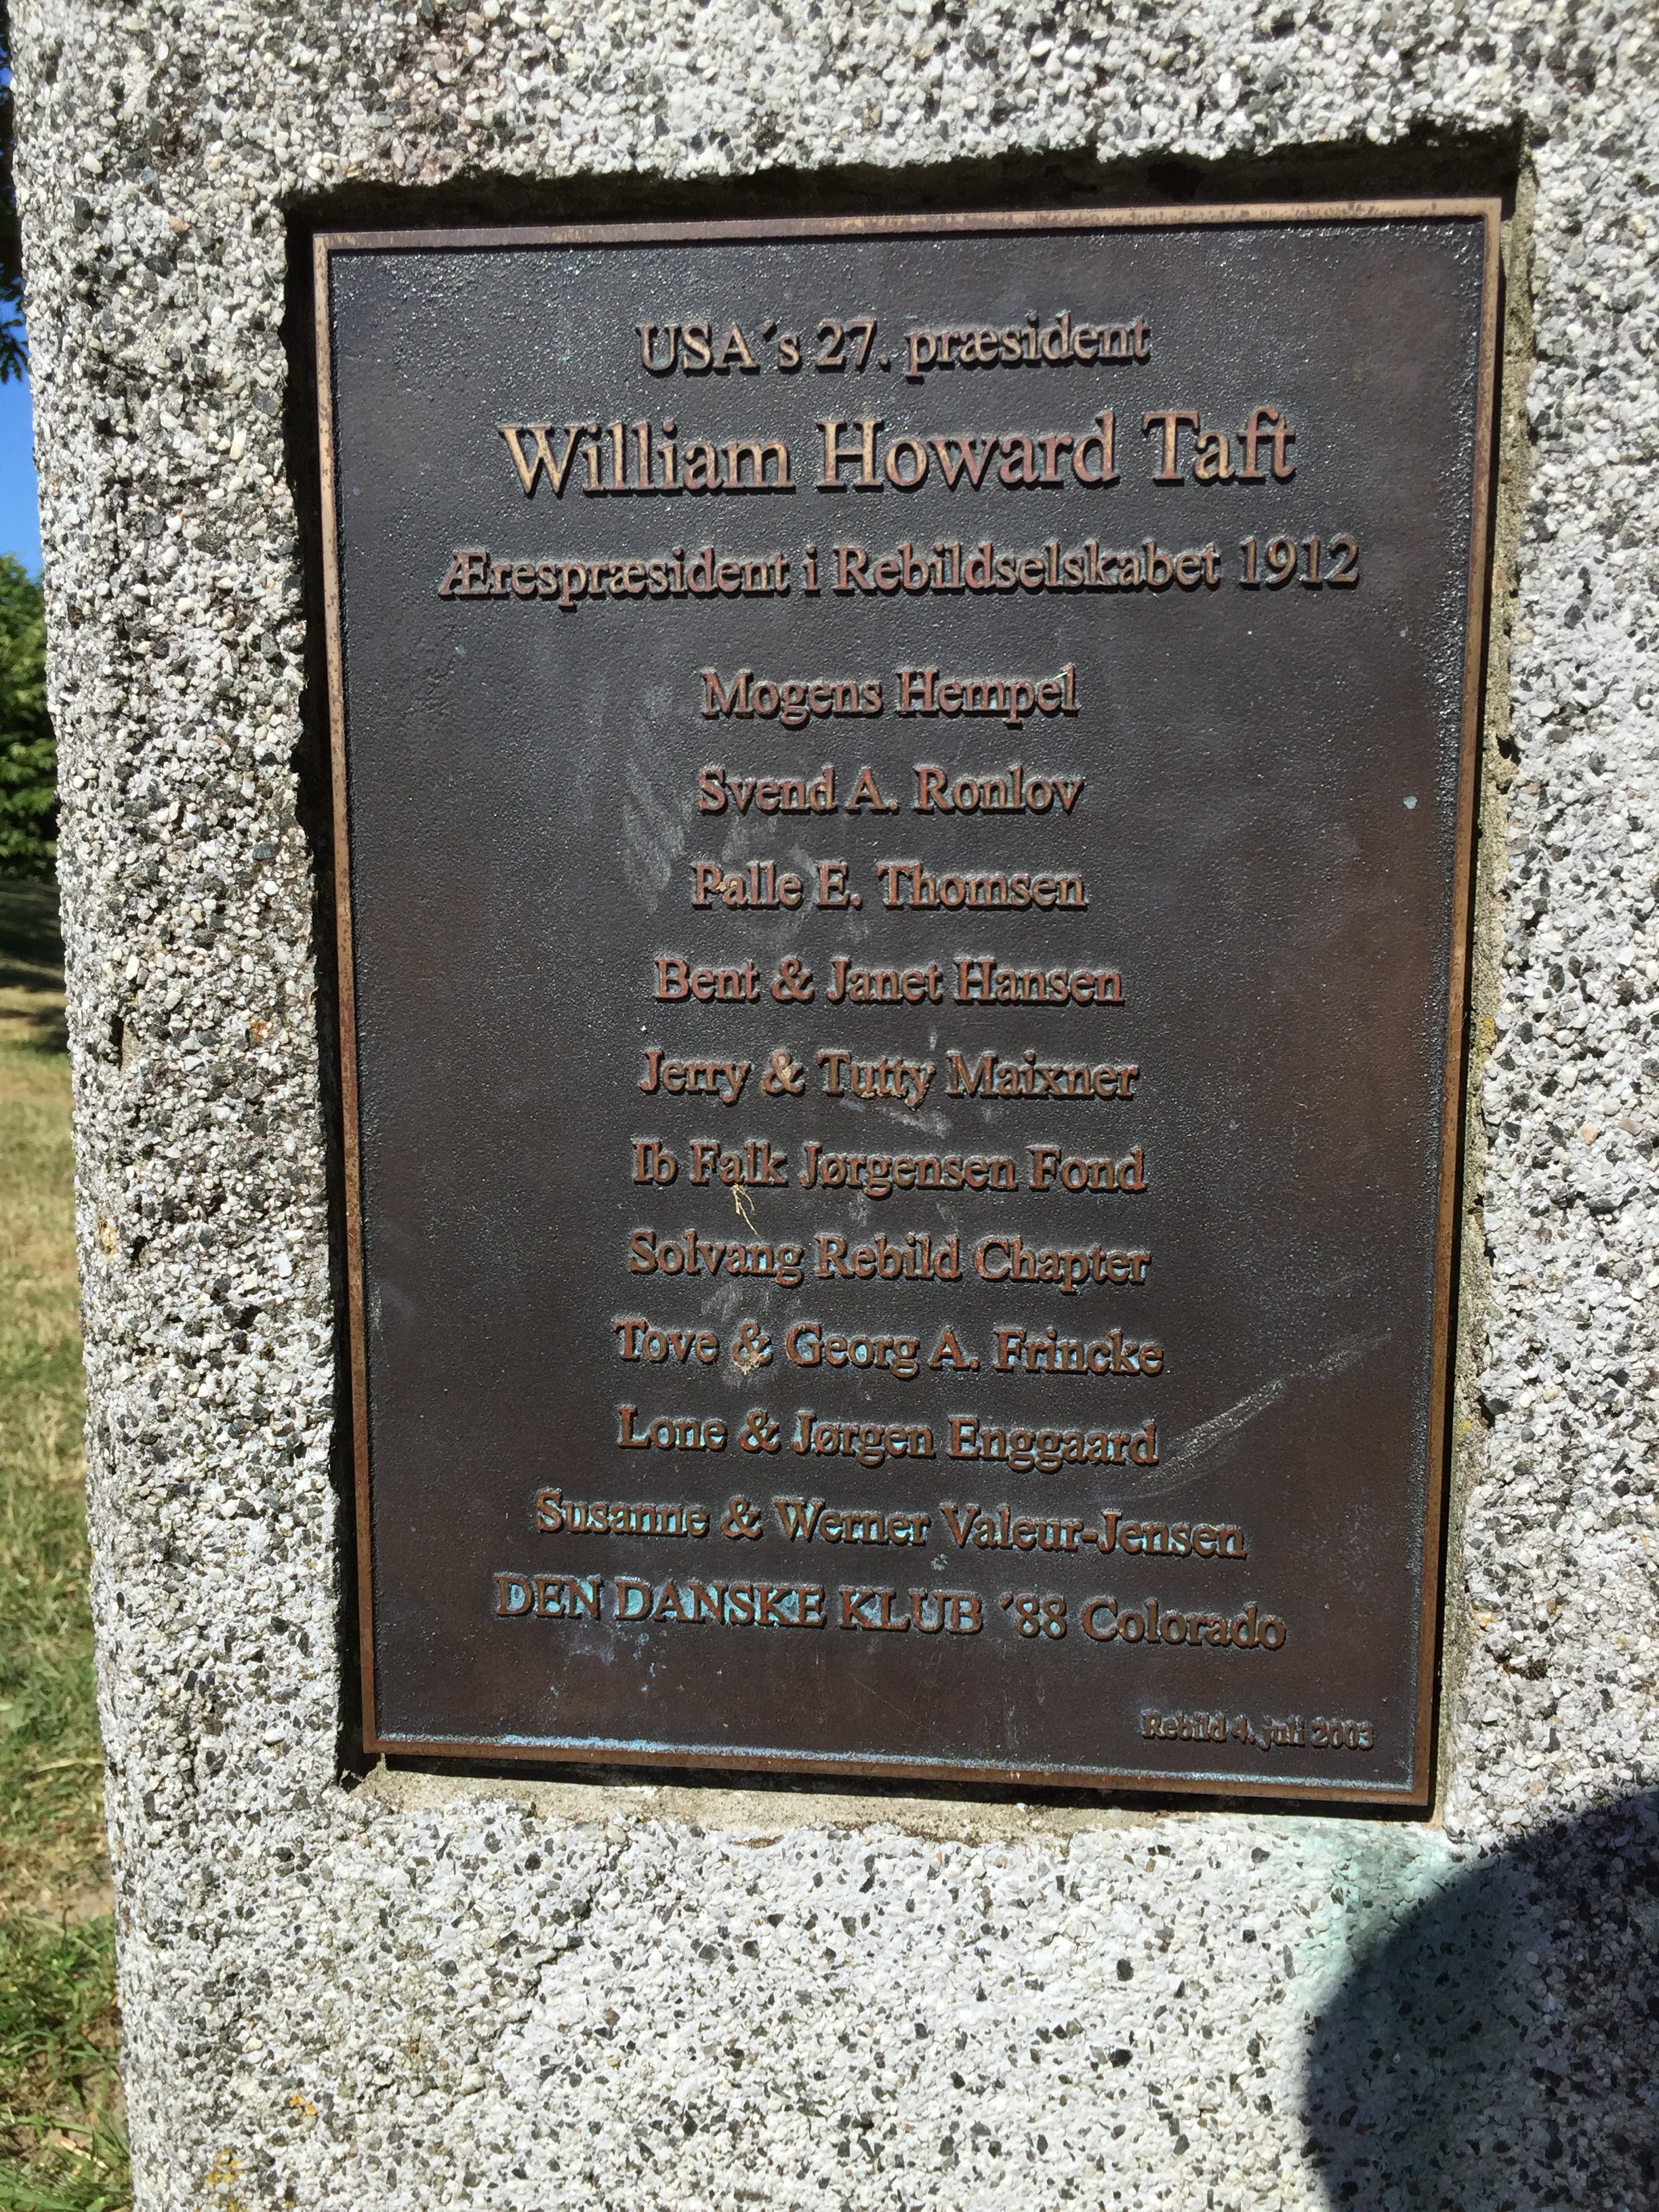 USA´s 27. præsident
William Howard Taft
Ærespræsident i Rebildselskabet 1912
Mogens Hempel
Svend A. Ronlov
Palle E. Thomsen
Bent & Janet Hansen
Jerry & Tutty Maixner
Ib Falk Jørgensen Fond
Solvang Rebild Chapter
Tove & Georg A. Frincke
Lone & Jørgen Enggaard
Susanne & Werner Valeur-Jensen
DEN DANSKE KLUB ´88 Colorado
Rebild 4. juli 2003